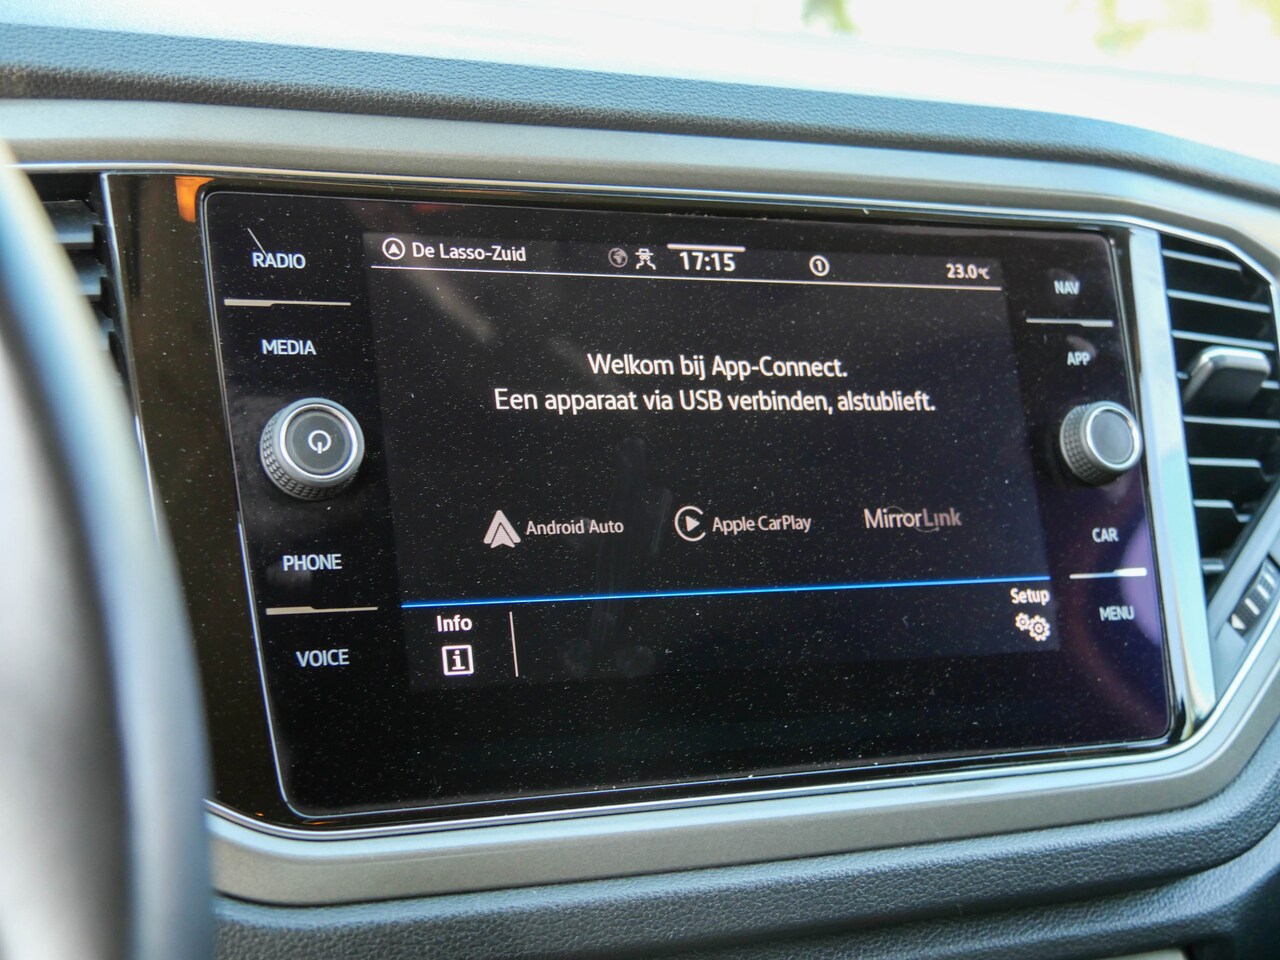 RADIO
MEDIA
PHONE
VOICE
De Lasso-Zuid
17:15
1
23.0°C
Welkom bij App-Connect.
Een apparaat via USB verbinden, alstublieft.
Android Auto
Apple CarPlay
MirrorLink
Info
i
Setup
NAV
APP
CAR
MENU